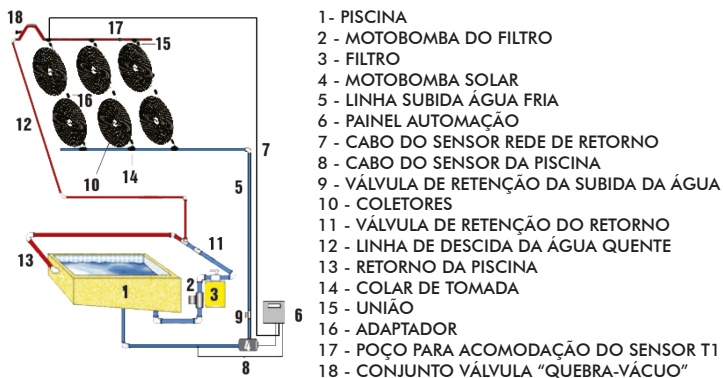 18
17
15
16
12
10
14
7
5
11
13
1
2
3
9
4
6
8
1- PISCINA
2 - MOTOBOMBA DO FILTRO
3 - FILTRO
4 - MOTOBOMBA SOLAR
5 - LINHA SUBIDA ÁGUA FRIA
6 - PAINEL AUTOMAÇÃO
7 - CABO DO SENSOR REDE DE RETORNO
8 - CABO DO SENSOR DA PISCINA
9 - VÁLVULA DE RETENÇÃO DA SUBIDA DA ÁGUA
10 - COLETORES
11 - VÁLVULA DE RETENÇÃO DO RETORNO
12 - LINHA DE DESCIDA DA ÁGUA QUENTE
13 - RETORNO DA PISCINA
14 - COLAR DE TOMADA
15 - UNIÃO
16 - ADAPTADOR
17 - POÇO PARA ACOMODAÇÃO DO SENSOR T1
18 - CONJUNTO VÁLVULA “QUEBRA-VÁCUO”